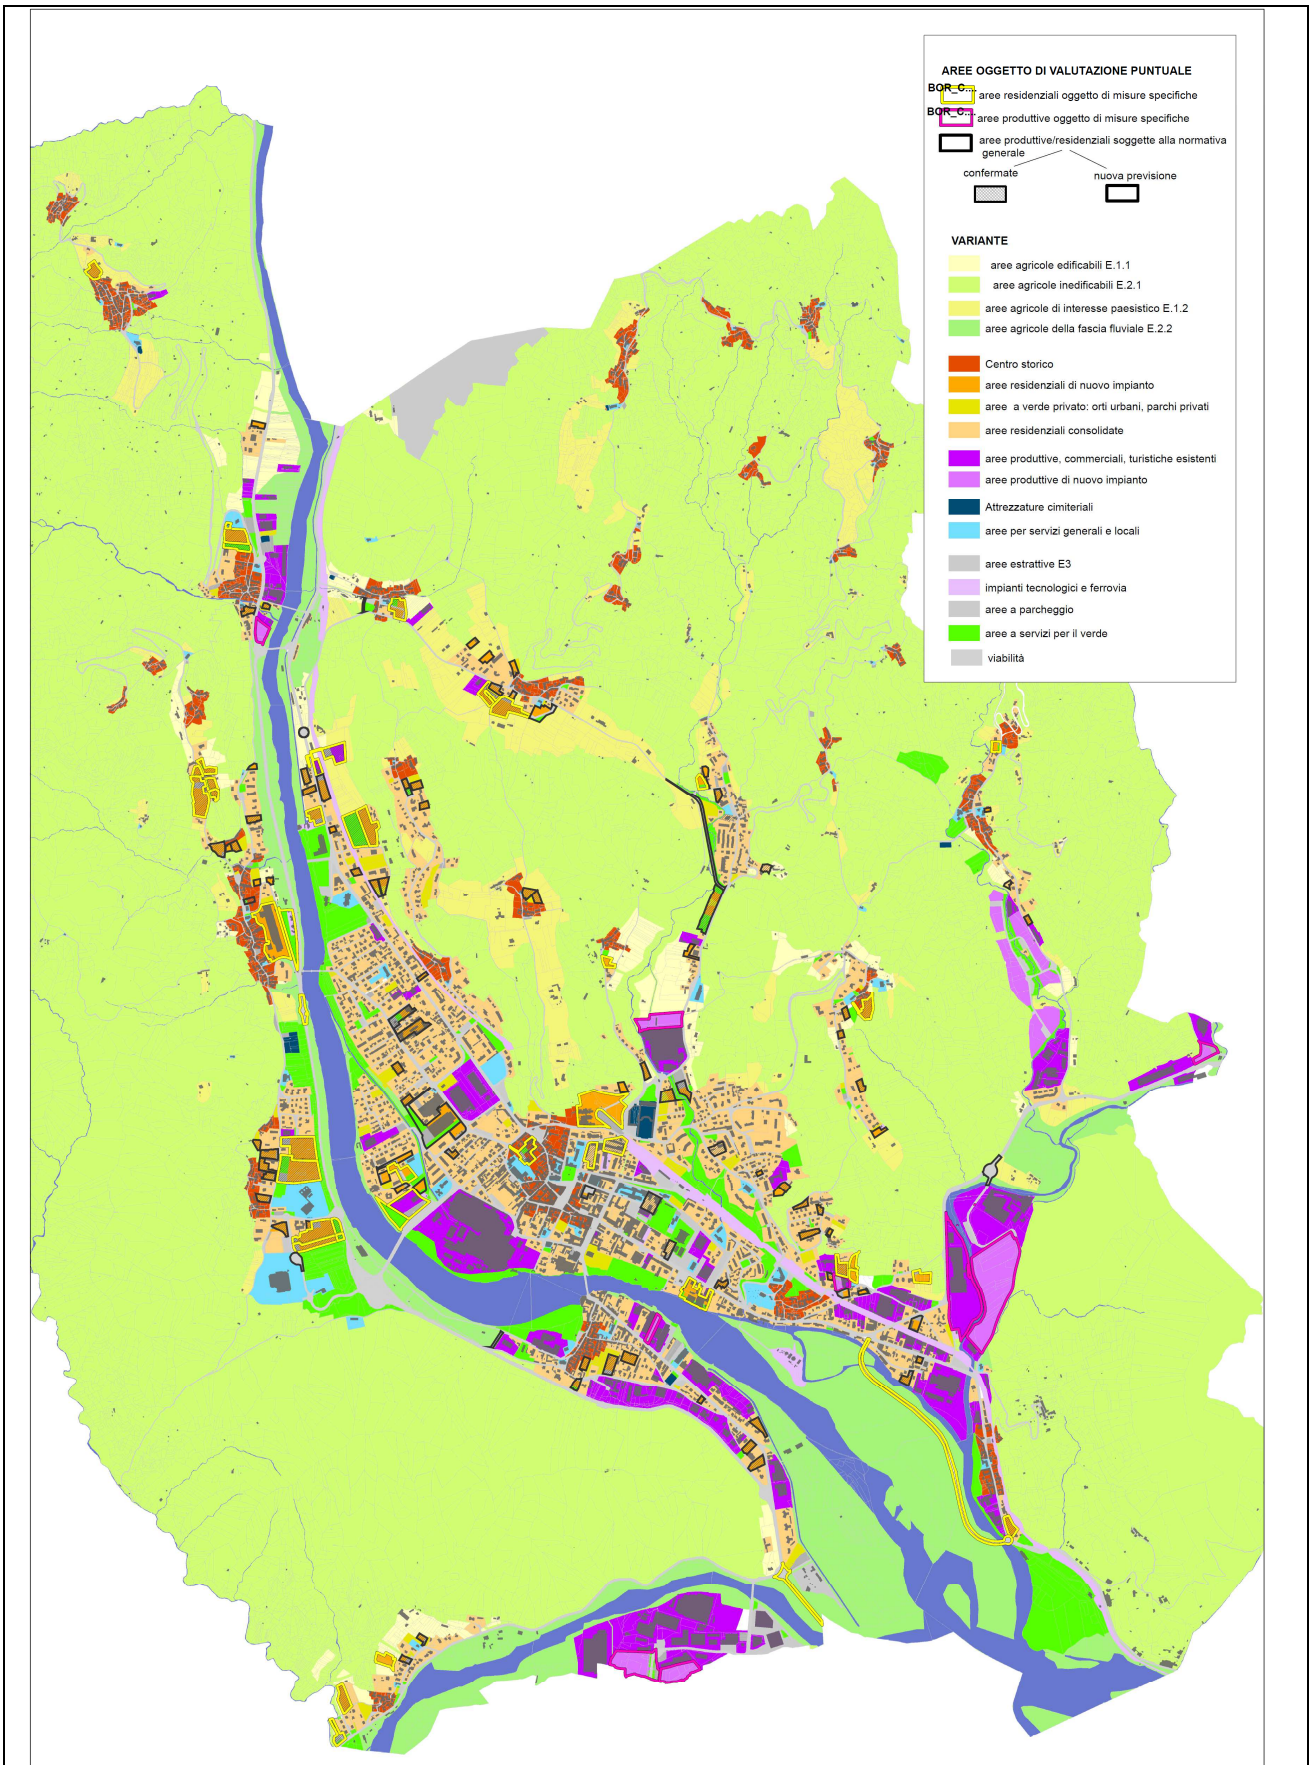 AREE OGGETTO DI VALUTAZIONE PUNTUALE
BOR_C....
aree residenziali oggetto di misure specifiche
BOR_C....
aree produttive oggetto di misure specifiche
aree produttive/residenziali soggette alla normativa
generale
confermate
nuova previsione
VARIANTE
aree agricole edificabili E.1.1
aree agricole inedificabili E.2.1
aree agricole di interesse paesistico E.1.2
aree agricole della fascia fluviale E.2.2
Centro storico
aree residenziali di nuovo impianto
aree a verde privato: orti urbani, parchi privati
aree residenziali consolidate
aree produttive, commerciali, turistiche esistenti
aree produttive di nuovo impianto
Attrezzature cimiteriali
aree per servizi generali e locali
aree estrattive E3
impianti tecnologici e ferrovia
aree a parcheggio
aree a servizi per il verde
viabilità